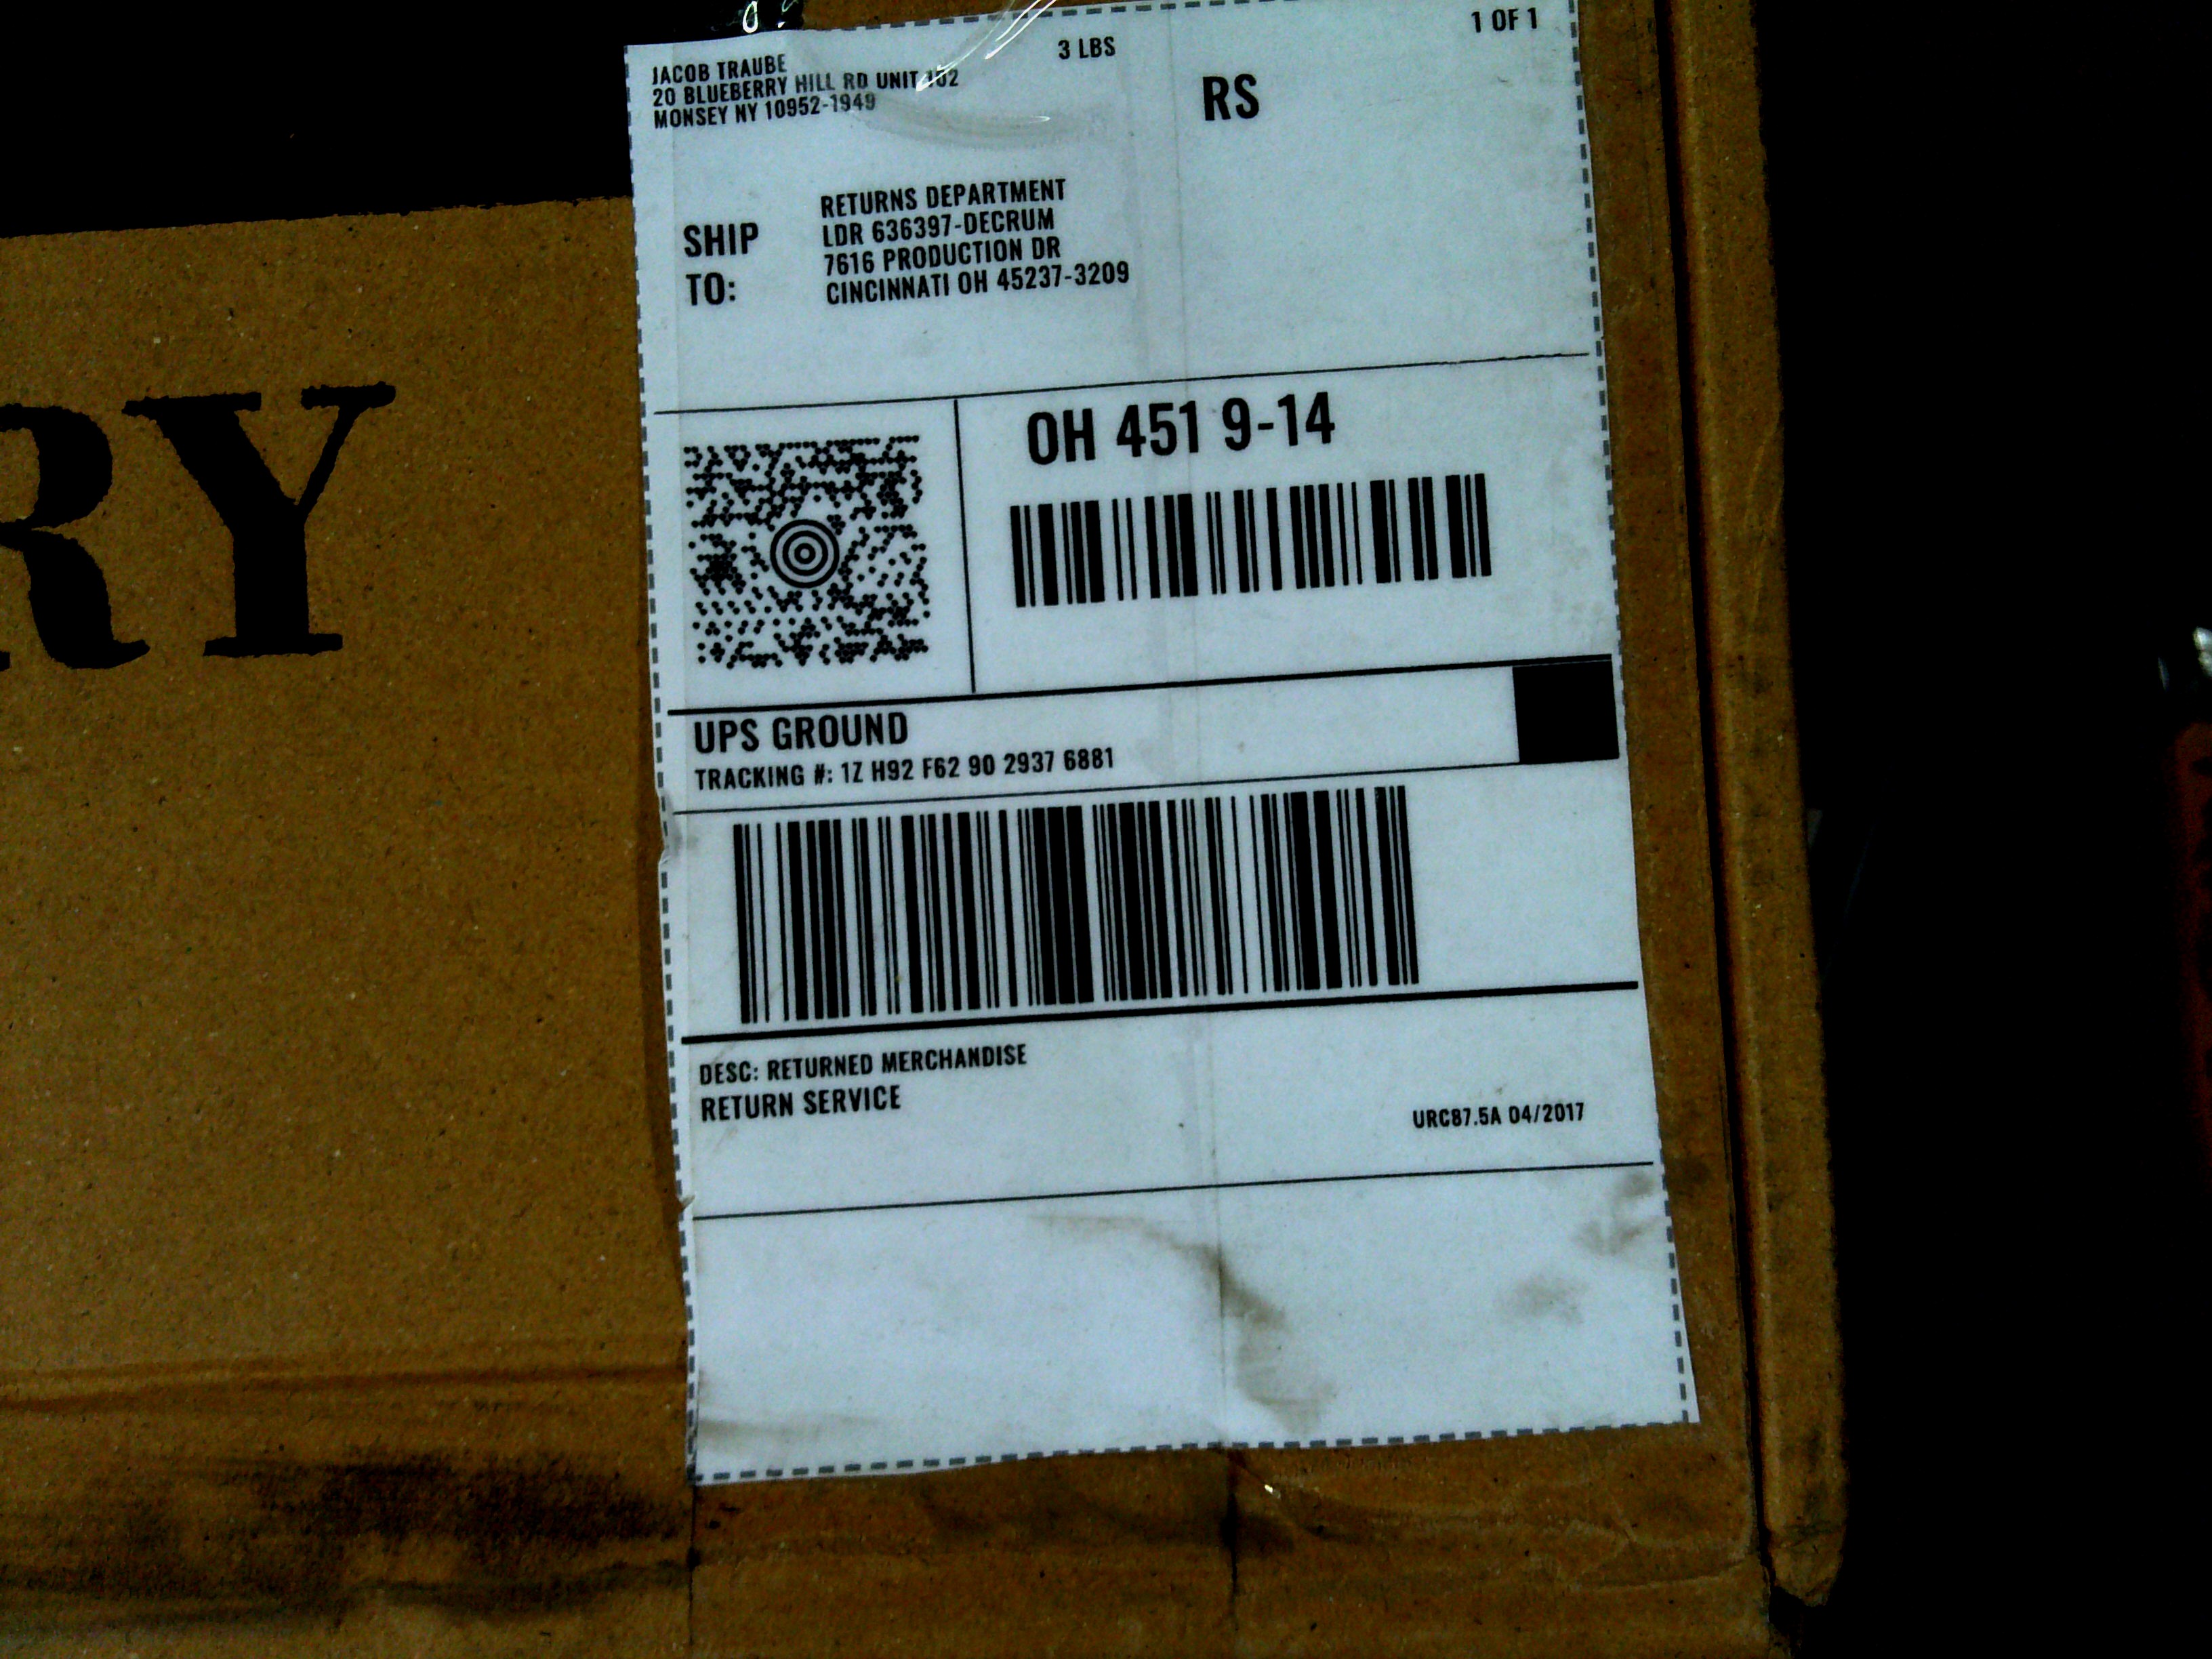 JACOB TRAUBE
20 BLUEBERRY HILL RD UNIT
MONSEY NY 10952-1949
3 LBS
1 OF 1
RS
SHIP TO:
RETURNS DEPARTMENT
LDR 636397-DECRUM
7616 PRODUCTION DR
CINCINNATI OH 45237-3209
OH 451 9-14
UPS GROUND
TRACKING #: 1Z H92 F62 90 2937 6881
DESC: RETURNED MERCHANDISE
RETURN SERVICE
URC87.5A 04/2017
RY